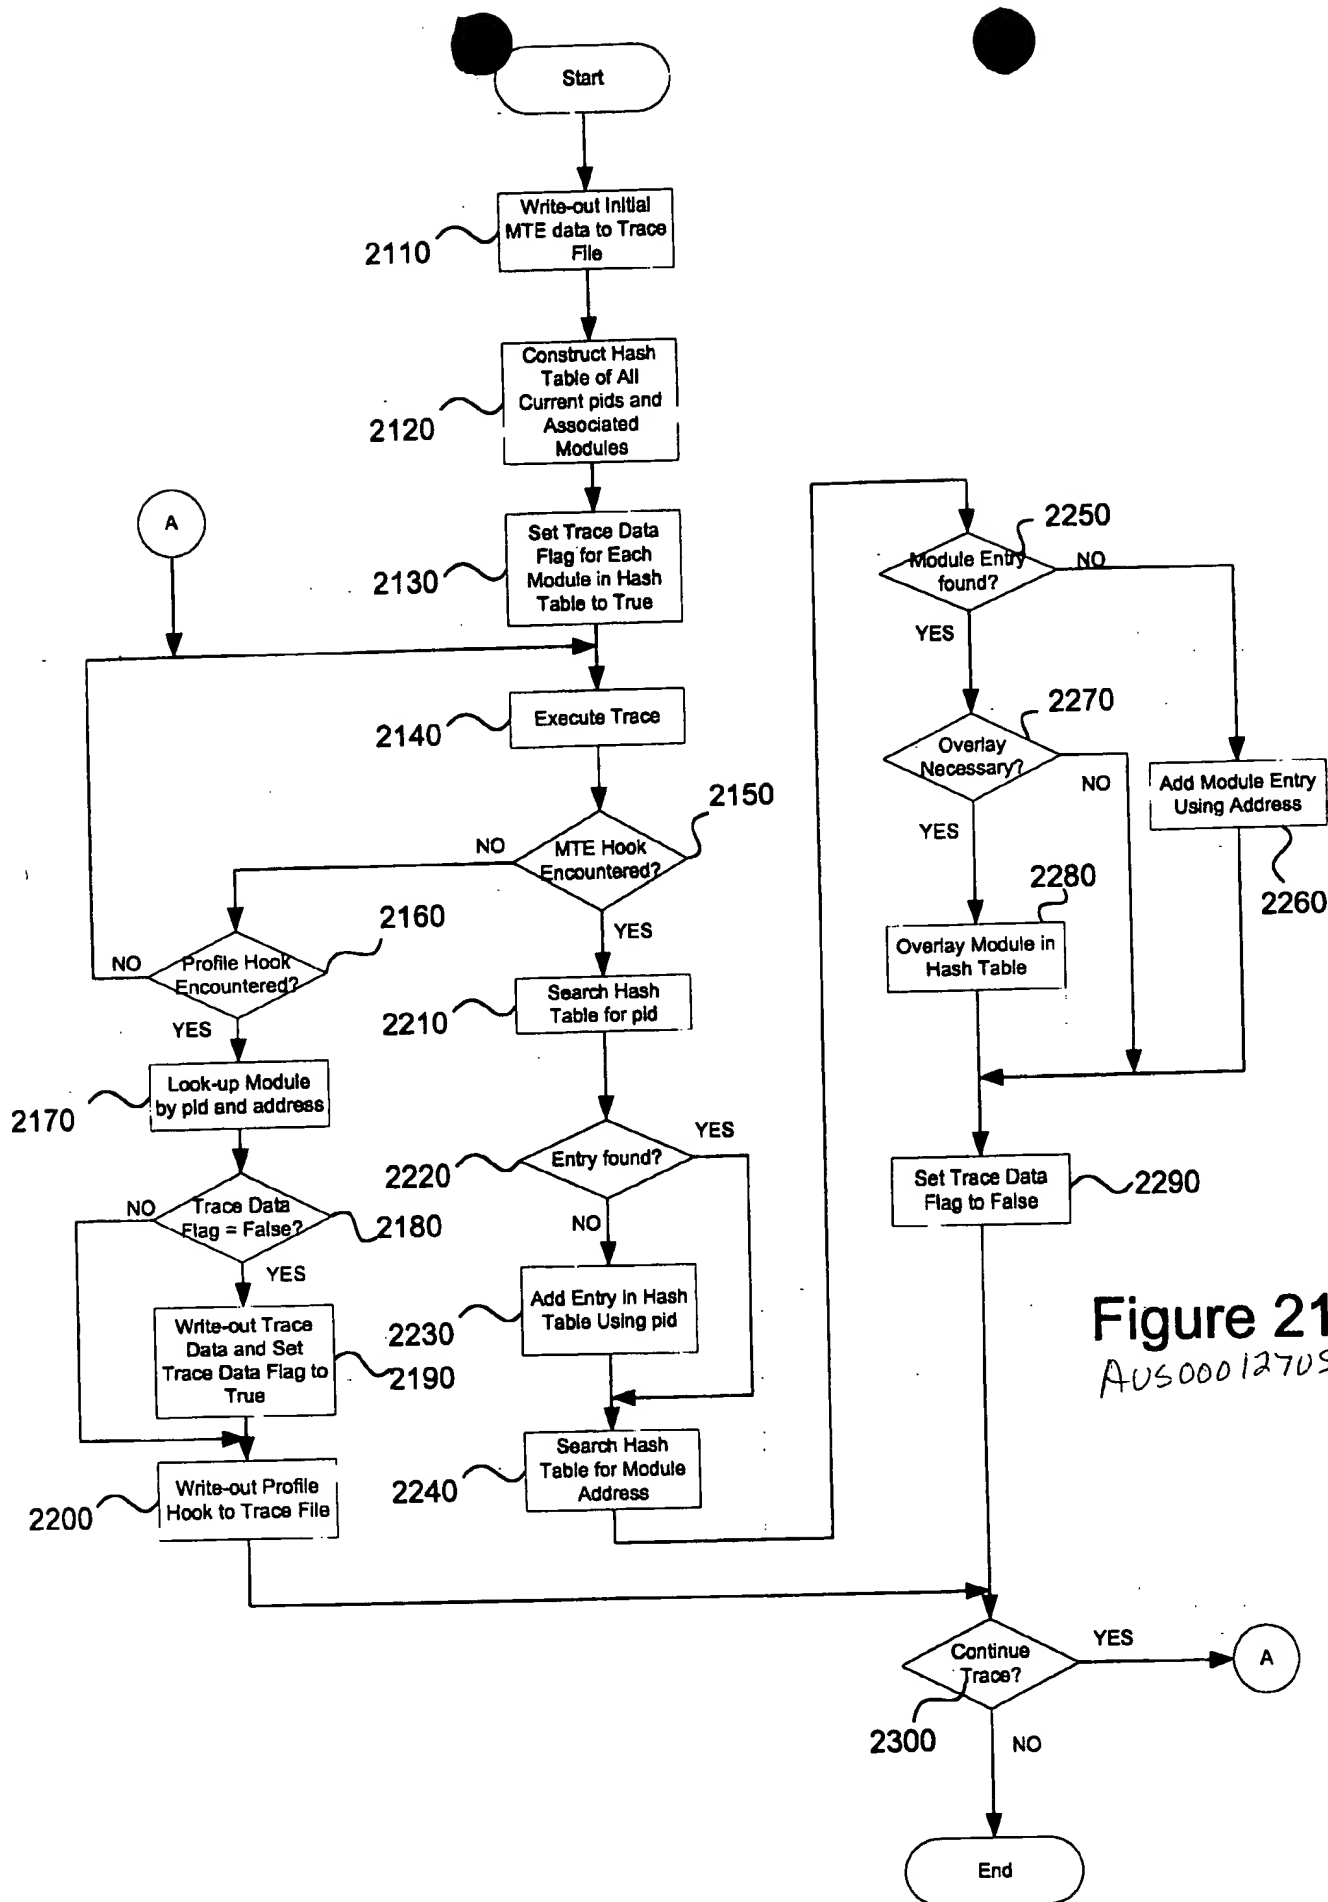 Start
Write-out Initial
MTE data to Trace
File
2110
Construct Hash
Table of All
Current pids and
Associated
Modules
2120
A
Set Trace Data
Flag for Each
Module in Hash
Table to True
2130
Execute Trace
2140
MTE Hook
Encountered?
2150
NO
YES
Profile Hook
Encountered?
2160
NO
YES
Look-up Module
by pid and address
2170
Trace Data
Flag = False?
2180
NO
YES
Write-out Trace
Data and Set
Trace Data Flag to
True
2190
Write-out Profile
Hook to Trace File
2200
Search Hash
Table for pid
2210
Entry found?
2220
YES
NO
Add Entry in Hash
Table Using pid
2230
Search Hash
Table for Module
Address
2240
Module Entry
found?
2250
NO
YES
Add Module Entry
Using Address
2260
Overlay
Necessary?
2270
NO
YES
Overlay Module in
Hash Table
2280
Set Trace Data
Flag to False
2290
Continue
Trace?
2300
YES
A
NO
End
Figure 21